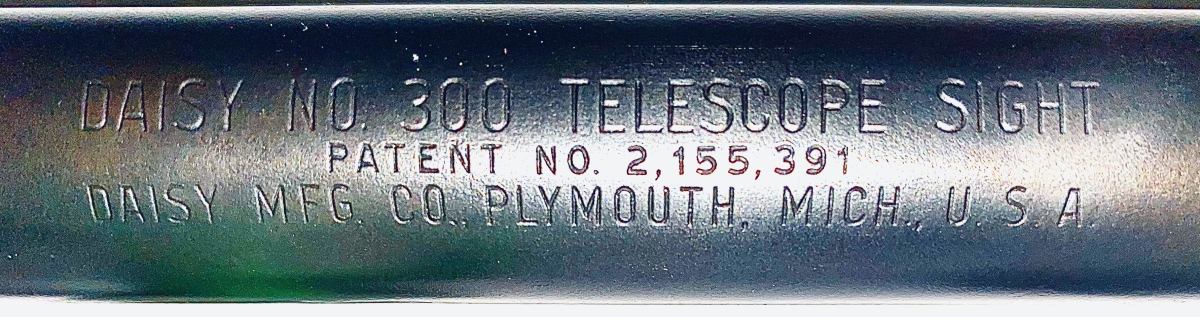 DAISY NO. 300 TELESCOPE SIGHT
PATENT NO. 2,155,391
DAISY MFG. CO., PLYMOUTH, MICH., U. S. A.